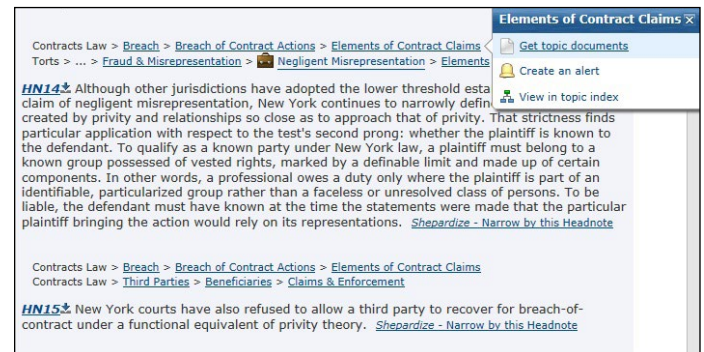 Elements of Contract Claims
Contracts Law > Breach > Breach of Contract Actions > Elements of Contract Claims
Get topic documents
Torts > ... > Fraud & Misrepresentation > Negligent Misrepresentation > Elements
Create an alert
View in topic index
HN14 Although other jurisdictions have adopted the lower threshold esta
claim of negligent misrepresentation, New York continues to narrowly defin
created by privity and relationships so close as to approach that of privity. That strictness finds
particular application with respect to the test's second prong: whether the plaintiff is known to
the defendant. To qualify as a known party under New York law, a plaintiff must belong to a
known group possessed of vested rights, marked by a definable limit and made up of certain
components. In other words, a professional owes a duty only where the plaintiff is part of an
identifiable, particularized group rather than a faceless or unresolved class of persons. To be
liable, the defendant must have known at the time the statements were made that the particular
plaintiff bringing the action would rely on its representations. Shepardize - Narrow by this Headnote
Contracts Law > Breach > Breach of Contract Actions > Elements of Contract Claims
Contracts Law > Third Parties > Beneficiaries > Claims & Enforcement
HN15 New York courts have also refused to allow a third party to recover for breach-of-
contract under a functional equivalent of privity theory. Shepardize - Narrow by this Headnote